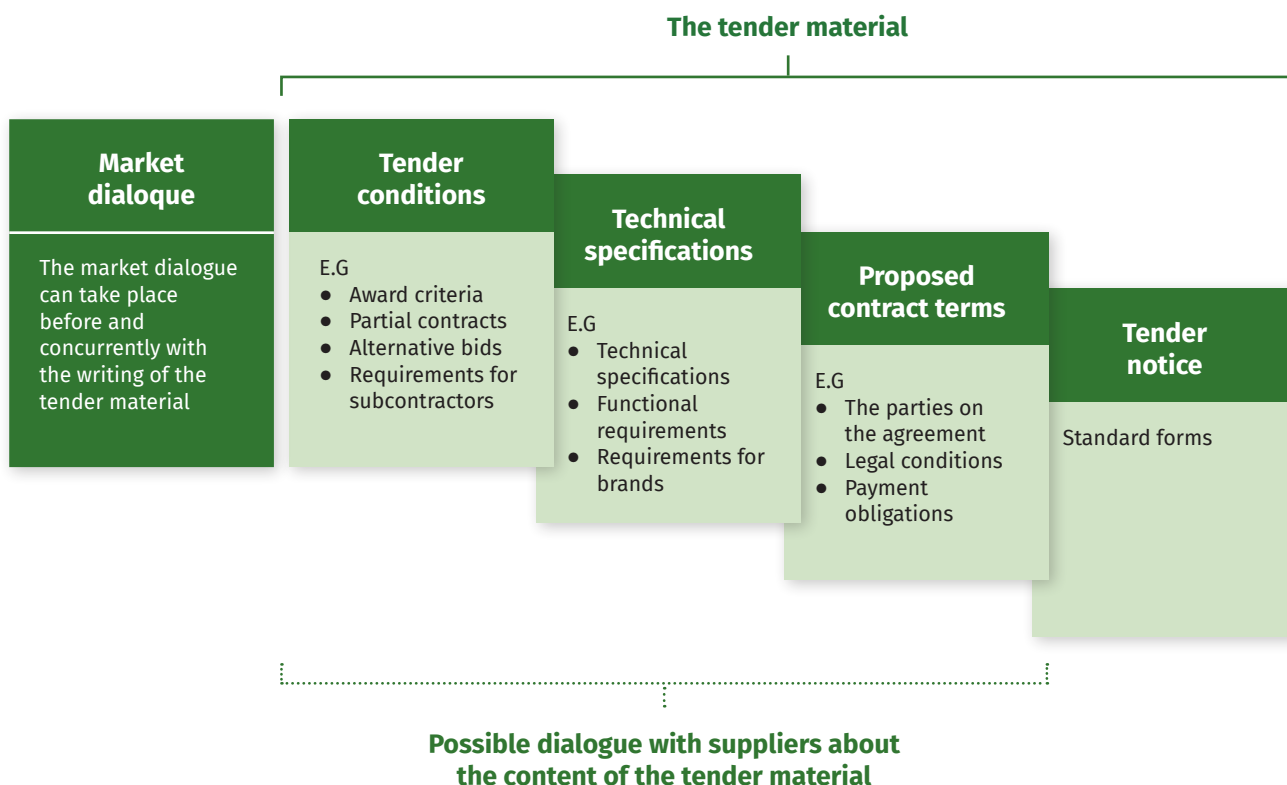 The tender material
Market
dialoque
The market dialogue
can take place
before and
concurrently with
the writing of the
tender material
Tender
conditions
E.G
● Award criteria
● Partial contracts
● Alternative bids
● Requirements for
subcontractors
Technical
specifications
E.G
● Technical
specifications
● Functional
requirements
● Requirements for
brands
Proposed
contract terms
E.G
● The parties on
the agreement
● Legal conditions
● Payment
obligations
Tender
notice
Standard forms
Possible dialogue with suppliers about
the content of the tender material